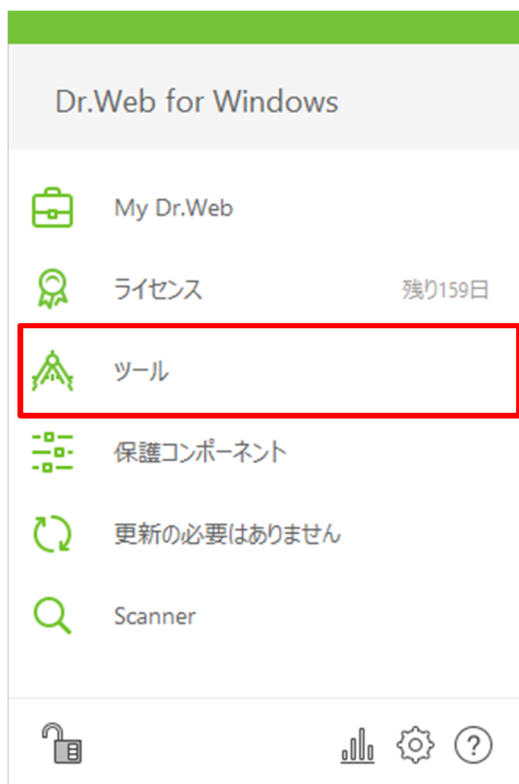 Dr.Web for Windows
My Dr.Web
ライセンス 残り159日
ツール
保護コンポーネント
更新の必要はありません
Scanner